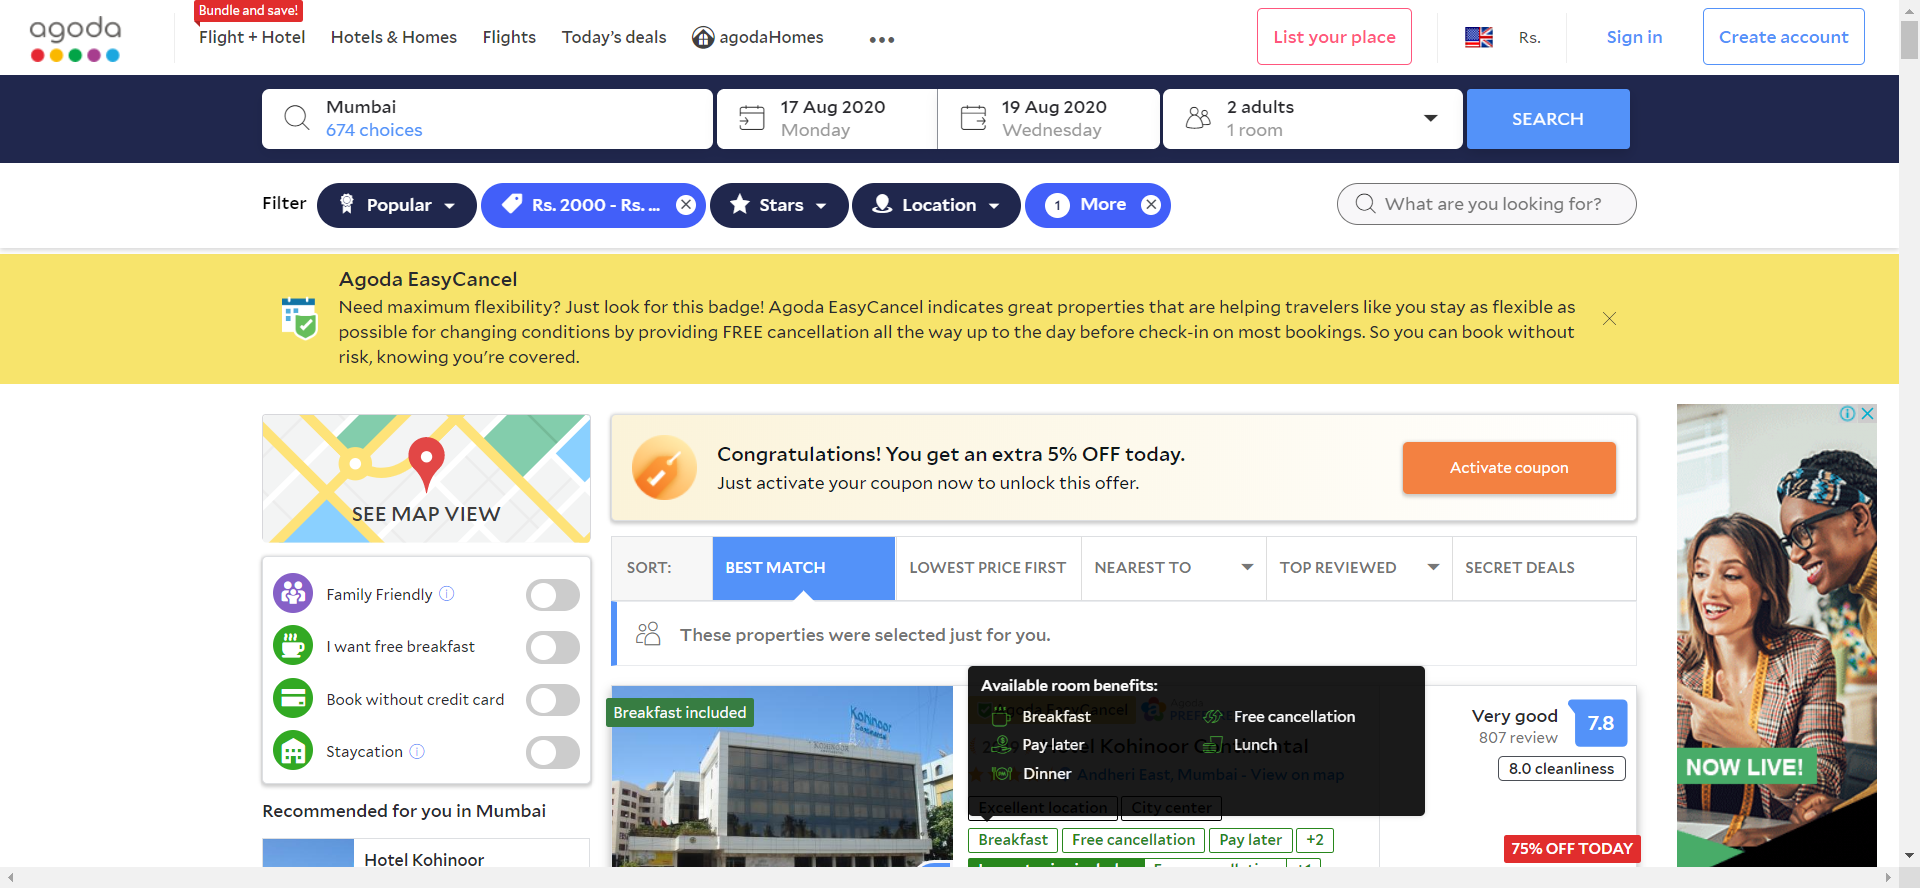 Bundle and save!
agoda
Flight + Hotel
Hotels & Homes
Flights
Today's deals
agodaHomes
List your place
Rs.
Sign in
Create account
Mumbai
674 choices
17 Aug 2020
Monday
19 Aug 2020
Wednesday
2 adults
1 room
SEARCH
Filter
Popular
Rs. 2000 - Rs. ...
Stars
Location
1 More
What are you looking for?
Agoda EasyCancel
Need maximum flexibility? Just look for this badge! Agoda EasyCancel indicates great properties that are helping travelers like you stay as flexible as
possible for changing conditions by providing FREE cancellation all the way up to the day before check-in on most bookings. So you can book without
risk, knowing you're covered.
SEE MAP VIEW
Congratulations! You get an extra 5% OFF today.
Just activate your coupon now to unlock this offer.
Activate coupon
SORT:
BEST MATCH
LOWEST PRICE FIRST
NEAREST TO
TOP REVIEWED
SECRET DEALS
Family Friendly
I want free breakfast
Book without credit card
Staycation
These properties were selected just for you.
Recommended for you in Mumbai
Hotel Kohinoor
Breakfast included
Kohinoor
Continental
KOHINOOR
Available room benefits:
Breakfast
Free cancellation
Pay later
Lunch
Dinner
Agoda EasyCancel
Andheri East, Mumbai - View on map
Excellent location
City center
Breakfast
Free cancellation
Pay later
+2
Very good
807 review
7.8
8.0 cleanliness
75% OFF TODAY
NOW LIVE!